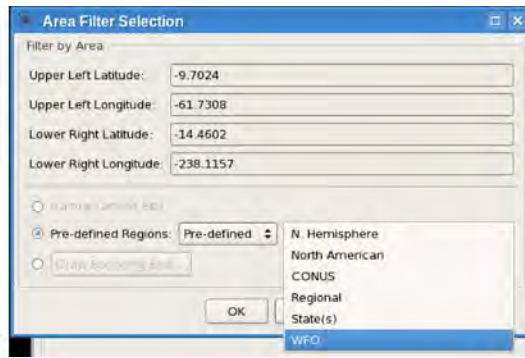 Area Filter Selection
Filter by Area
Upper Left Latitude: -9.7024
Upper Left Longitude: -61.7308
Lower Right Latitude: -14.4602
Lower Right Longitude: -238.1157
Pre-defined Regions: Pre-defined
N. Hemisphere
North American
CONUS
Regional
State(s)
WFO
OK